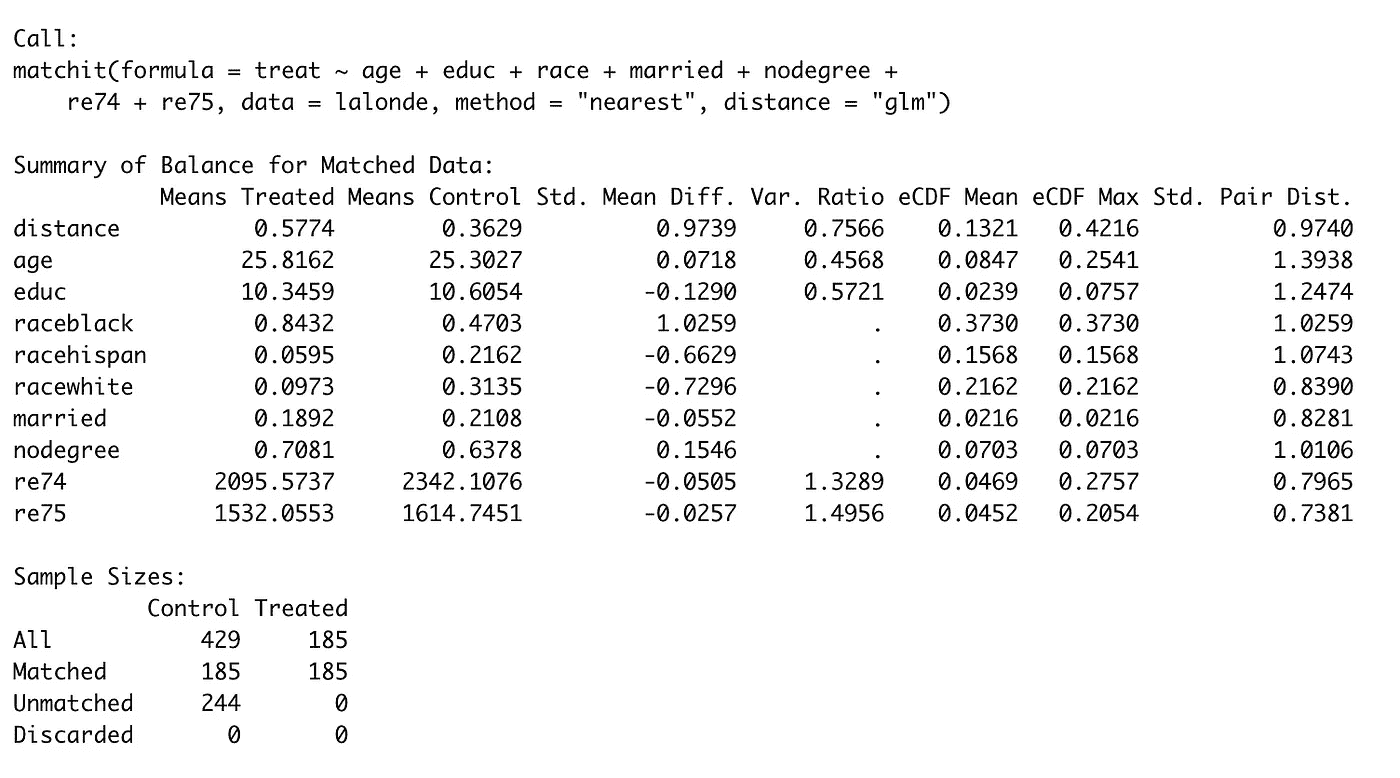 Call:
matchit(formula = treat ~ age + educ + race + married + nodegree +
    re74 + re75, data = lalonde, method = "nearest", distance = "glm")

Summary of Balance for Matched Data:
           Means Treated Means Control Std. Mean Diff. Var. Ratio eCDF Mean eCDF Max Std. Pair Dist.
distance          0.5774        0.3629          0.9739     0.7566    0.1321   0.4216          0.9740
age              25.8162       25.3027          0.0718     0.4568    0.0847   0.2541          1.3938
educ             10.3459       10.6054         -0.1290     0.5721    0.0239   0.0757          1.2474
raceblack         0.8432        0.4703          1.0259          .    0.3730   0.3730          1.0259
racehispan        0.0595        0.2162         -0.6629          .    0.1568   0.1568          1.0743
racewhite         0.0973        0.3135         -0.7296          .    0.2162   0.2162          0.8390
married           0.1892        0.2108         -0.0552          .    0.0216   0.0216          0.8281
nodegree          0.7081        0.6378          0.1546          .    0.0703   0.0703          1.0106
re74           2095.5737     2342.1076         -0.0505     1.3289    0.0469   0.2757          0.7965
re75           1532.0553     1614.7451         -0.0257     1.4956    0.0452   0.2054          0.7381

Sample Sizes:
          Control Treated
All           429     185
Matched       185     185
Unmatched     244       0
Discarded       0       0